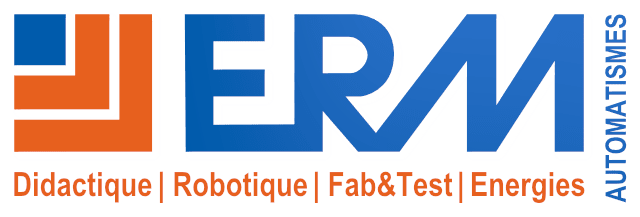 ERM
AUTOMATISMES
Didactique | Robotique | Fab&Test | Energies